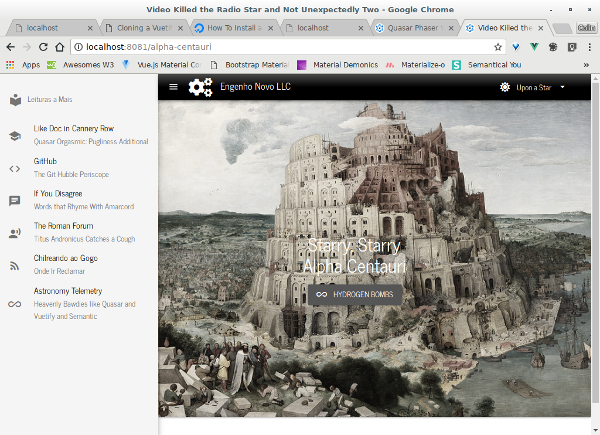 Video Killed the Radio Star and Not Unexpectedly Two - Google Chrome
localhost
Cloning a Vuetif
How To Install a
localhost
Quasar Phaser
Video Killed the
localhost:8081/alpha-centauri
Apps
Awesomes W3
Vue.js Material Co
Bootstrap Material
Material Demonics
Materialize-o
Semantical You
Engenho Novo LLC
Upon a Star
Leituras a Mais
Like Doc in Cannery Row
Quasar Orgasmic: Pugliness Additional
GitHub
The Git Hubble Periscope
If You Disagree
Words that Rhyme With Amarcord
The Roman Forum
Titus Andronicus Catches a Cough
Chilreando ao Gogo
Onde Ir Reclamar
Astronomy Telemetry
Heavenly Bawdies like Quasar and
Vuetify and Semantic
Starry, Starry
Alpha Centauri
HYDROGEN BOMBS